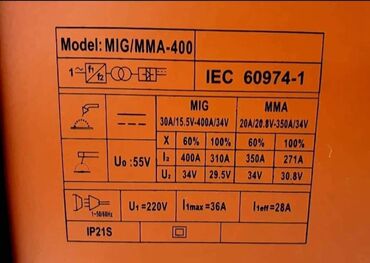 Model: MIG/MMA-400
1~ f1 f2
IEC 60974-1
MIG MMA
30A/15.5V-400A/34V 20A/20.8V-350A/34V
X 60% 100% 60% 100%
I2 400A 310A 350A 271A
U0:55V
U2 34V 29.5V 34V 30.8V
1~50/60Hz
U1=220V I1max=36A I1eff=28A
IP21S